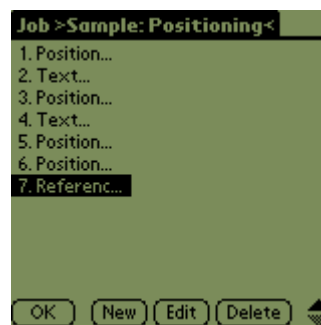 Job >Sample: Positioning<
1. Position...
2. Text...
3. Position...
4. Text...
5. Position...
6. Position...
7. Referenc...
OK New Edit Delete